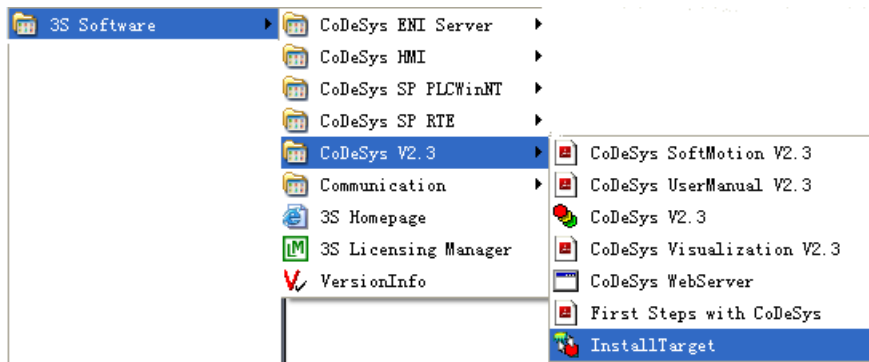 3S Software
CoDeSys ENI Server
CoDeSys HMI
CoDeSys SP PLCWinNT
CoDeSys SP RTE
CoDeSys V2.3
Communication
3S Homepage
3S Licensing Manager
VersionInfo
CoDeSys SoftMotion V2.3
CoDeSys UserManual V2.3
CoDeSys V2.3
CoDeSys Visualization V2.3
CoDeSys WebServer
First Steps with CoDeSys
InstallTarget